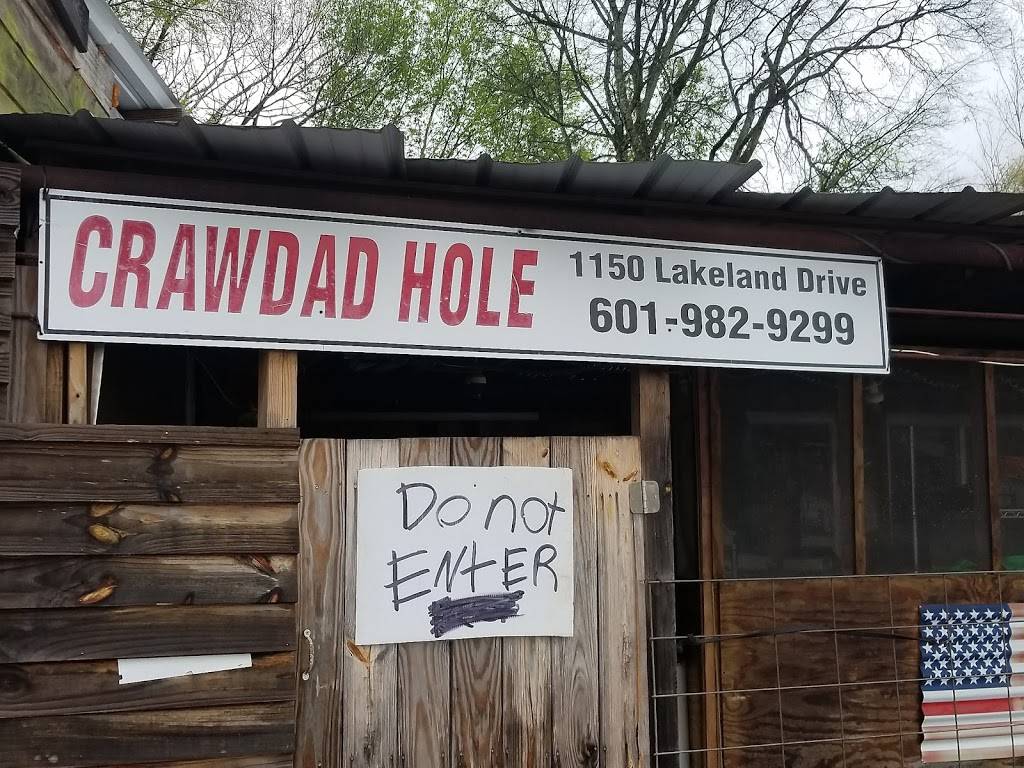 CRAWDAD HOLE
1150 Lakeland Drive
601-982-9299
Do not
ENtER